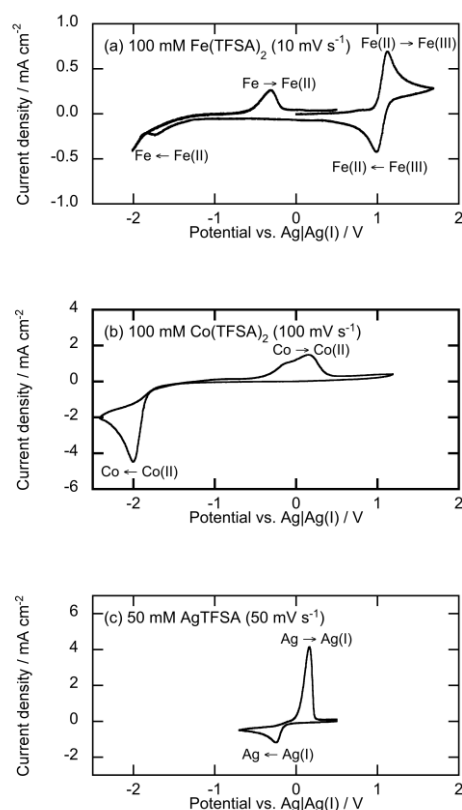 (a) 100 mM Fe(TFSA)₂ (10 mV s⁻¹)
Fe(II) → Fe(III)
Fe → Fe(II)
Fe ← Fe(II)
Fe(II) ← Fe(III)
Current density / mA cm⁻²
1.0
0.5
0.0
-0.5
-1.0
-2
-1
0
1
2
Potential vs. Ag|Ag(I) / V
(b) 100 mM Co(TFSA)₂ (100 mV s⁻¹)
Co → Co(II)
Co ← Co(II)
Current density / mA cm⁻²
4
2
0
-2
-4
-6
-2
-1
0
1
2
Potential vs. Ag|Ag(I) / V
(c) 50 mM AgTFSA (50 mV s⁻¹)
Ag → Ag(I)
Ag ← Ag(I)
Current density / mA cm⁻²
6
4
2
0
-2
-2
-1
0
1
2
Potential vs. Ag|Ag(I) / V